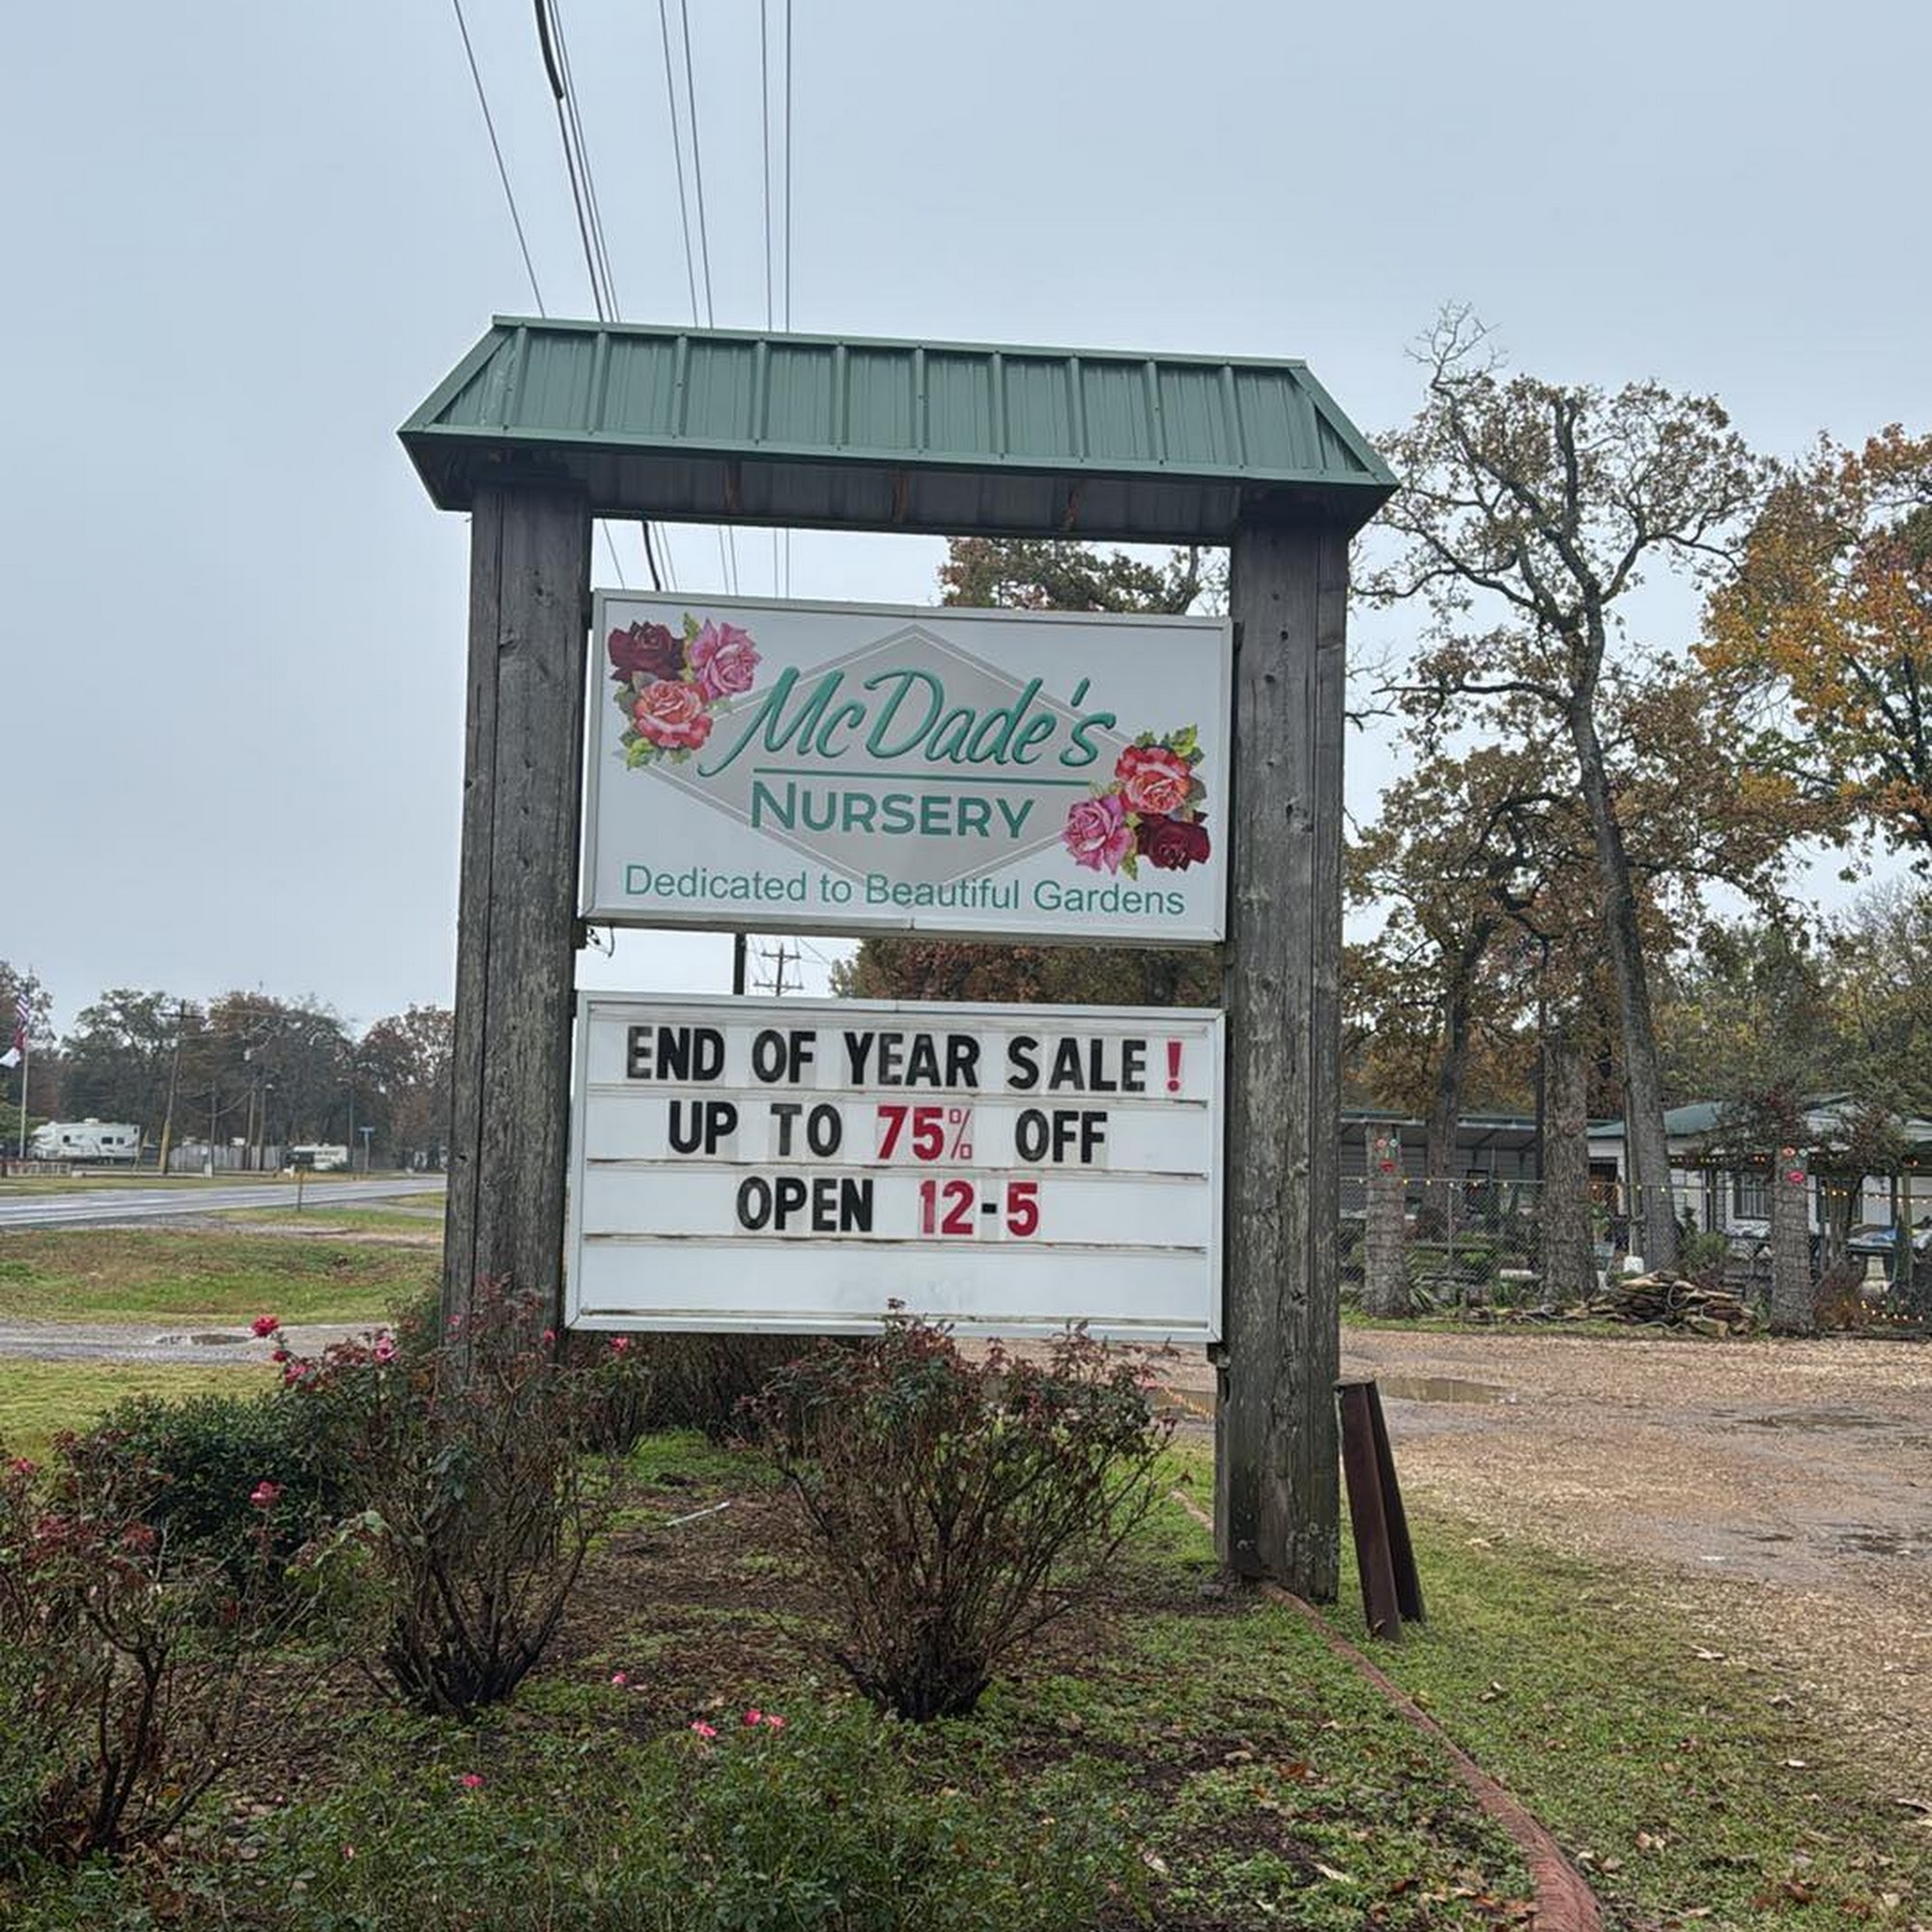 McDade's
NURSERY
Dedicated to Beautiful Gardens
END OF YEAR SALE!
UP TO 75% OFF
OPEN 12-5